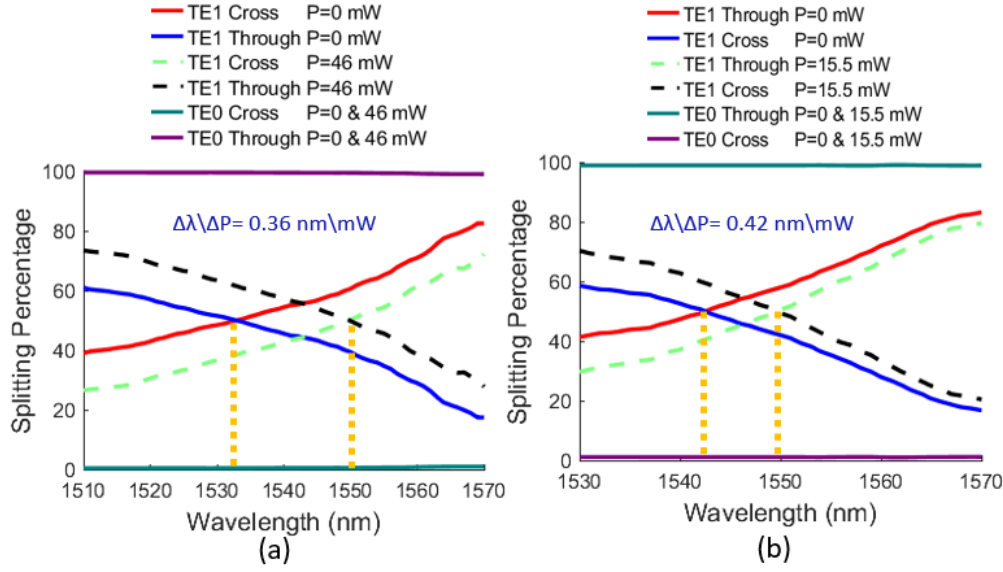 TE1 Cross P=0 mW
TE1 Through P=0 mW
TE1 Cross P=46 mW
TE1 Through P=46 mW
TE0 Cross P=0 & 46 mW
TE0 Through P=0 & 46 mW
100
80
60
40
20
0
Splitting Percentage
Δλ\ΔP= 0.36 nm\mW
1510 1520 1530 1540 1550 1560 1570
Wavelength (nm)
(a)
TE1 Through P=0 mW
TE1 Cross P=0 mW
TE1 Through P=15.5 mW
TE1 Cross P=15.5 mW
TE0 Through P=0 & 15.5 mW
TE0 Cross P=0 & 15.5 mW
100
80
60
40
20
0
Splitting Percentage
Δλ\ΔP= 0.42 nm\mW
1530 1540 1550 1560 1570
Wavelength (nm)
(b)